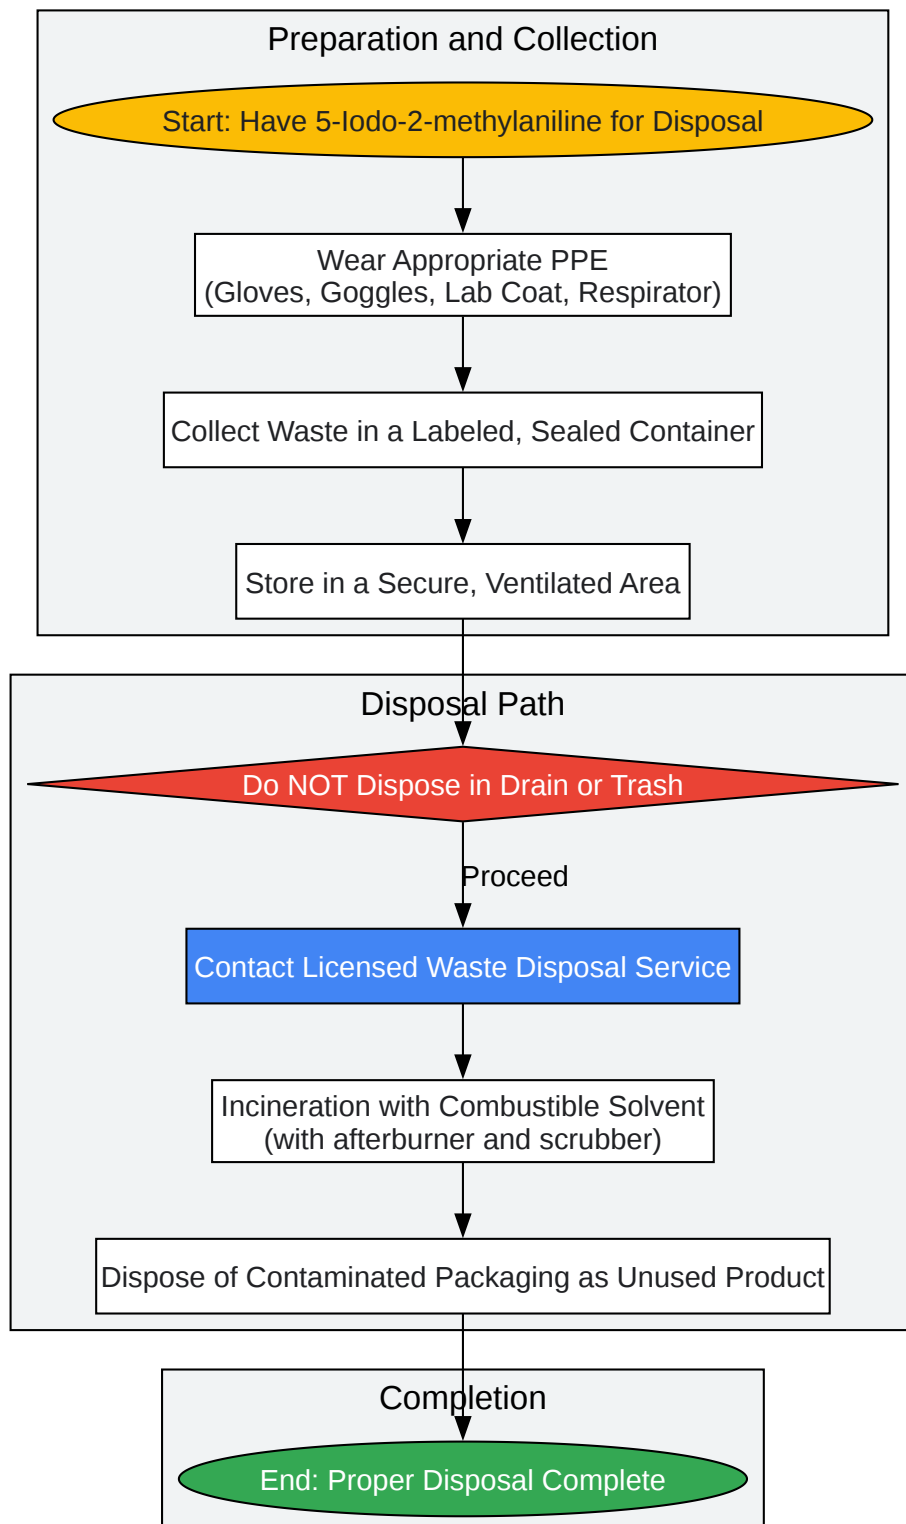 Preparation and Collection
Start: Have 5-Iodo-2-methylaniline for Disposal
Wear Appropriate PPE
(Gloves, Goggles, Lab Coat, Respirator)
Collect Waste in a Labeled, Sealed Container
Store in a Secure, Ventilated Area
Disposal Path
Do NOT Dispose in Drain or Trash
Proceed
Contact Licensed Waste Disposal Service
Incineration with Combustible Solvent
(with afterburner and scrubber)
Dispose of Contaminated Packaging as Unused Product
Completion
End: Proper Disposal Complete